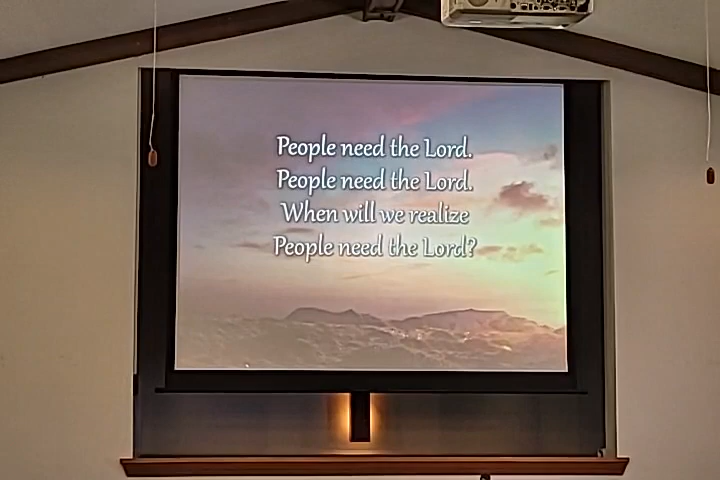 People need the Lord.
People need the Lord.
When will we realize
People need the Lord?